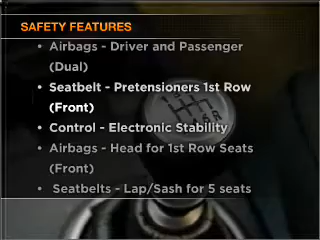 SAFETY FEATURES
• Airbags - Driver and Passenger
(Dual)
• Seatbelt - Pretensioners 1st Row
(Front)
• Control - Electronic Stability
• Airbags - Head for 1st Row Seats
(Front)
• Seatbelts - Lap/Sash for 5 seats